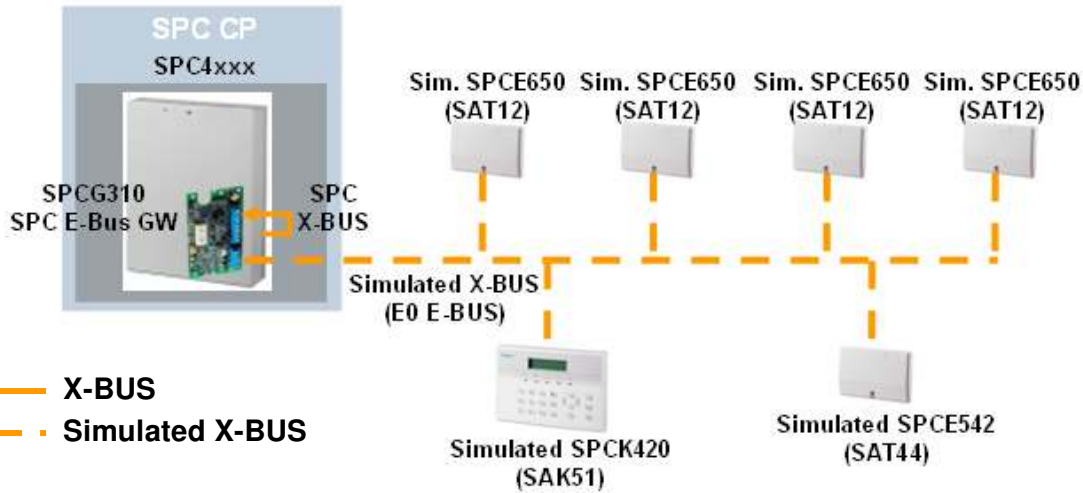 SPC CP
SPC4xxx
Sim. SPCE650 Sim. SPCE650 Sim. SPCE650 Sim. SPCE650
(SAT12) (SAT12) (SAT12) (SAT12)
SPCG310
SPC E-Bus GW
SPC
X-BUS
Simulated X-BUS
(E0 E-BUS)
X-BUS
Simulated X-BUS
Simulated SPCK420
(SAK51)
Simulated SPCE542
(SAT44)